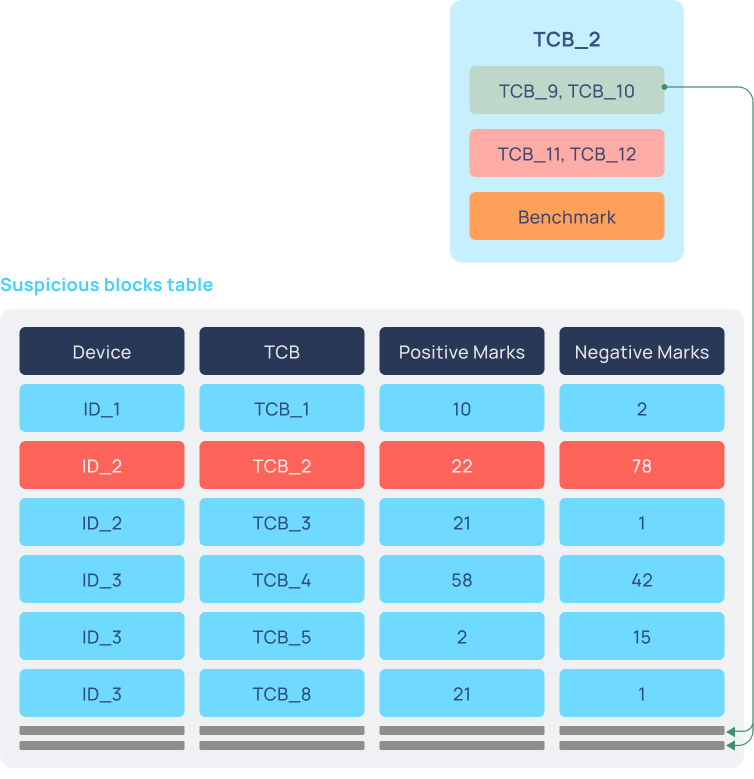 TCB_2
TCB_9, TCB_10
TCB_11, TCB_12
Benchmark
Suspicious blocks table
Device TCB Positive Marks Negative Marks
ID_1 TCB_1 10 2
ID_2 TCB_2 22 78
ID_2 TCB_3 21 1
ID_3 TCB_4 58 42
ID_3 TCB_5 2 15
ID_3 TCB_8 21 1